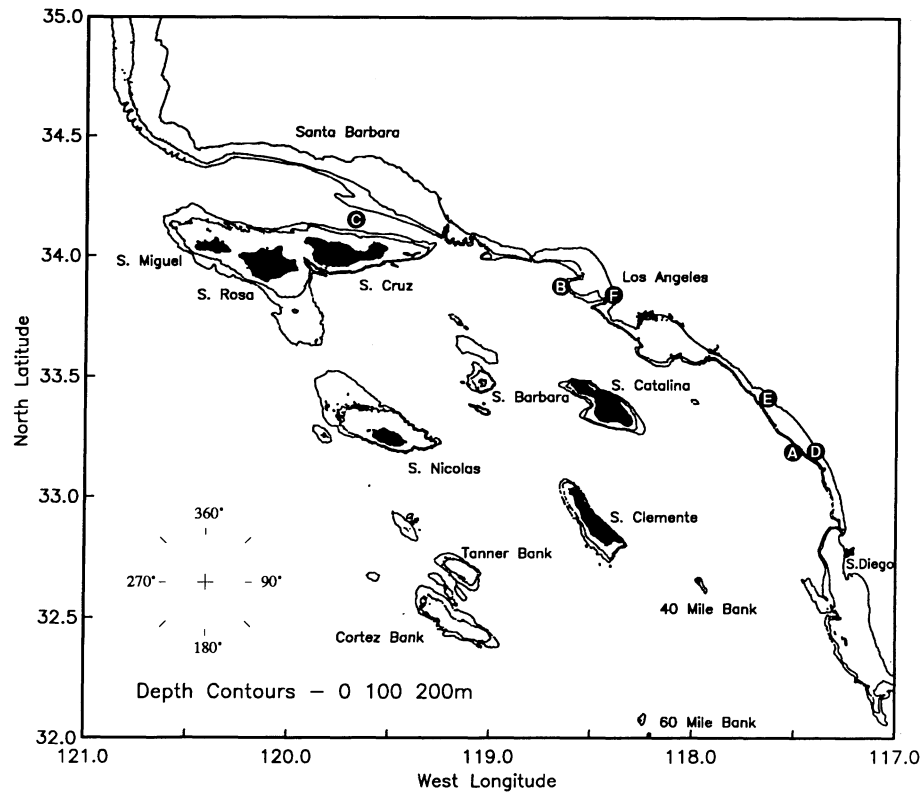 35.0
34.5
34.0
33.5
33.0
32.5
32.0
North Latitude
121.0
120.0
119.0
118.0
117.0
West Longitude
Santa Barbara
C
S. Miguel
S. Rosa
S. Cruz
Los Angeles
B
F
S. Barbara
S. Catalina
E
S. Nicolas
A
D
S. Clemente
360°
270°
90°
180°
Tanner Bank
S.Diego
40 Mile Bank
Cortez Bank
Depth Contours – 0 100 200m
60 Mile Bank